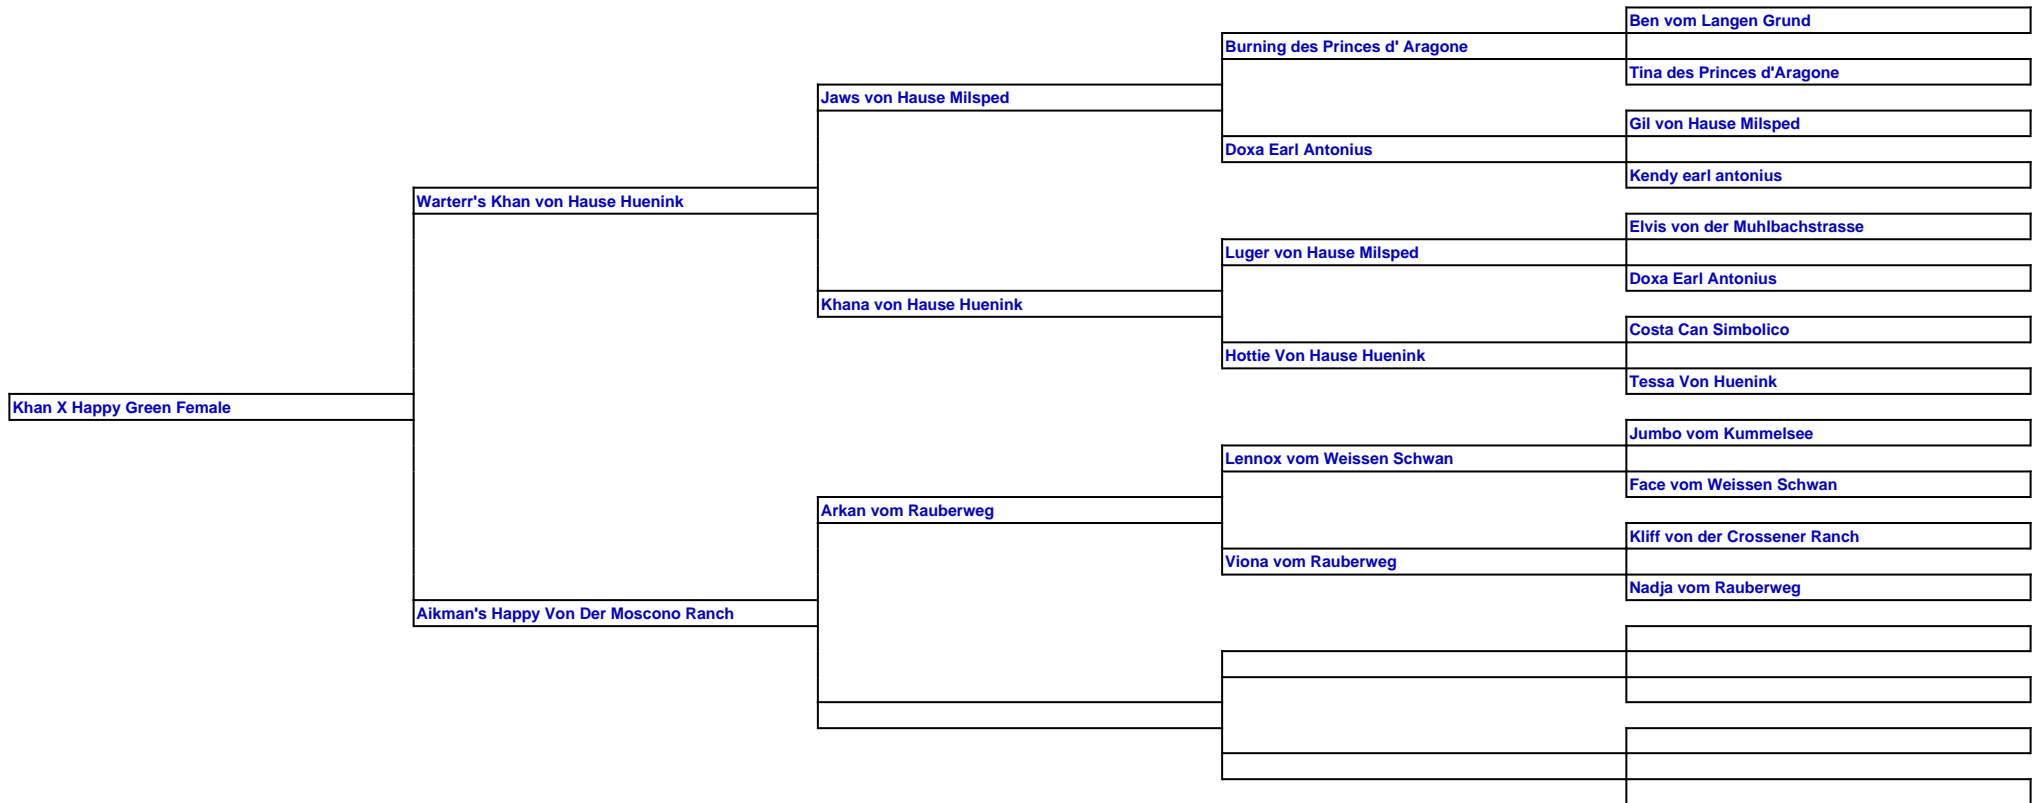 Ben vom Langen Grund
Burning des Princes d' Aragone
Tina des Princes d'Aragone
Jaws von Hause Milsped
Gil von Hause Milsped
Doxa Earl Antonius
Kendy earl antonius
Warterr's Khan von Hause Huenink
Elvis von der Muhlbachstrasse
Luger von Hause Milsped
Doxa Earl Antonius
Khana von Hause Huenink
Costa Can Simbolico
Hottie Von Hause Huenink
Tessa Von Huenink
Khan X Happy Green Female
Jumbo vom Kummelsee
Lennox vom Weissen Schwan
Face vom Weissen Schwan
Arkan vom Rauberweg
Kliff von der Crossener Ranch
Viona vom Rauberweg
Nadja vom Rauberweg
Aikman's Happy Von Der Moscono Ranch